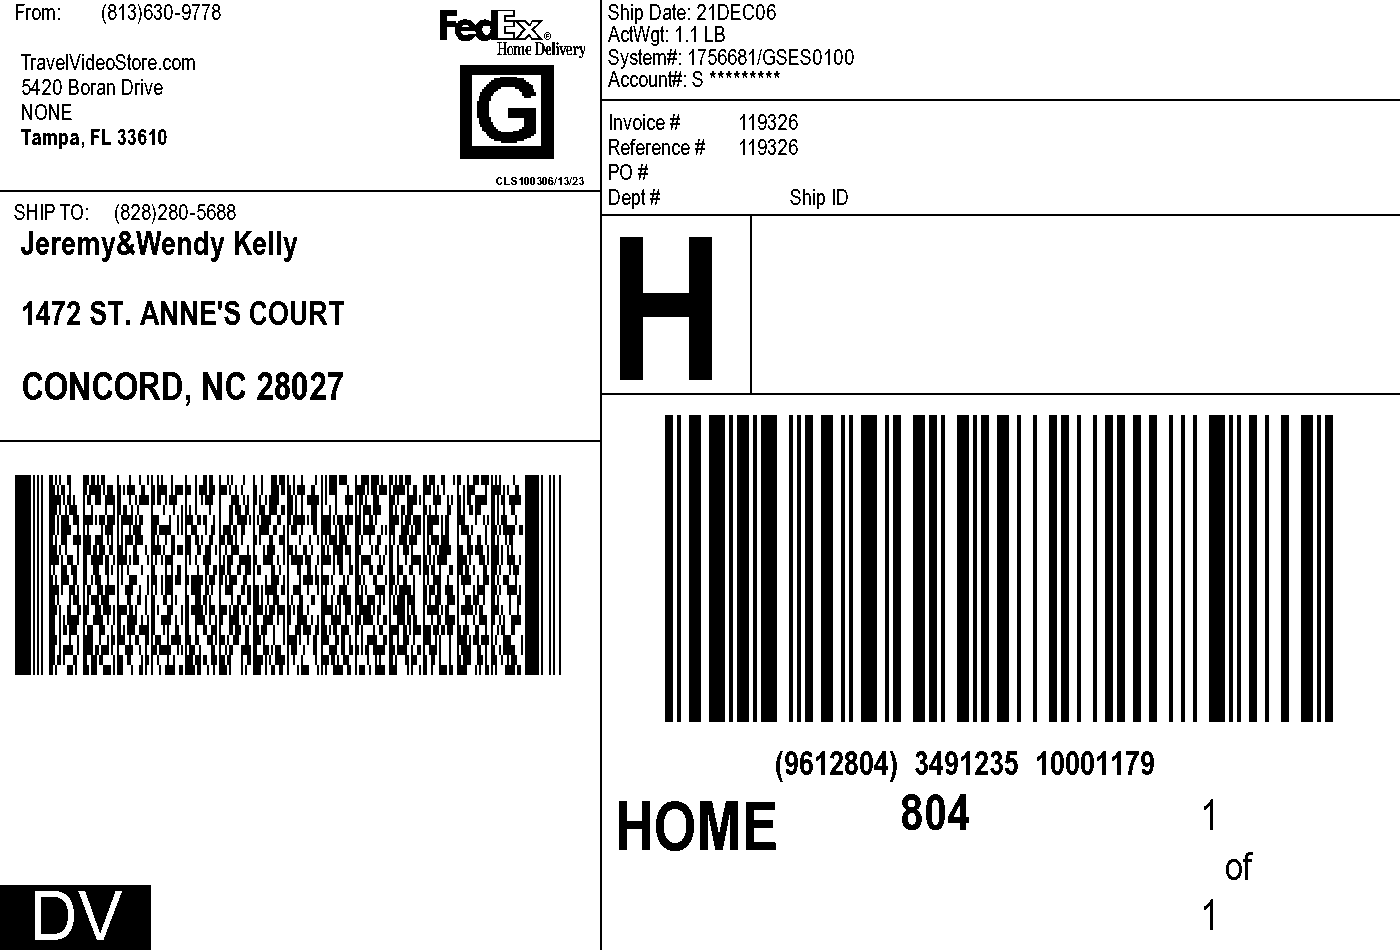 From: (813)630-9778
TravelVideoStore.com
5420 Boran Drive
NONE
Tampa, FL 33610
FedEx®
Home Delivery
G
CLS100306/13/23
Ship Date: 21DEC06
ActWgt: 1.1 LB
System#: 1756681/GSES0100
Account#: S *********
Invoice # 119326
Reference # 119326
PO #
Dept # Ship ID
SHIP TO: (828)280-5688
Jeremy&Wendy Kelly
1472 ST. ANNE'S COURT
CONCORD, NC 28027
H
(9612804) 3491235 10001179
HOME 804 1
of
1
DV